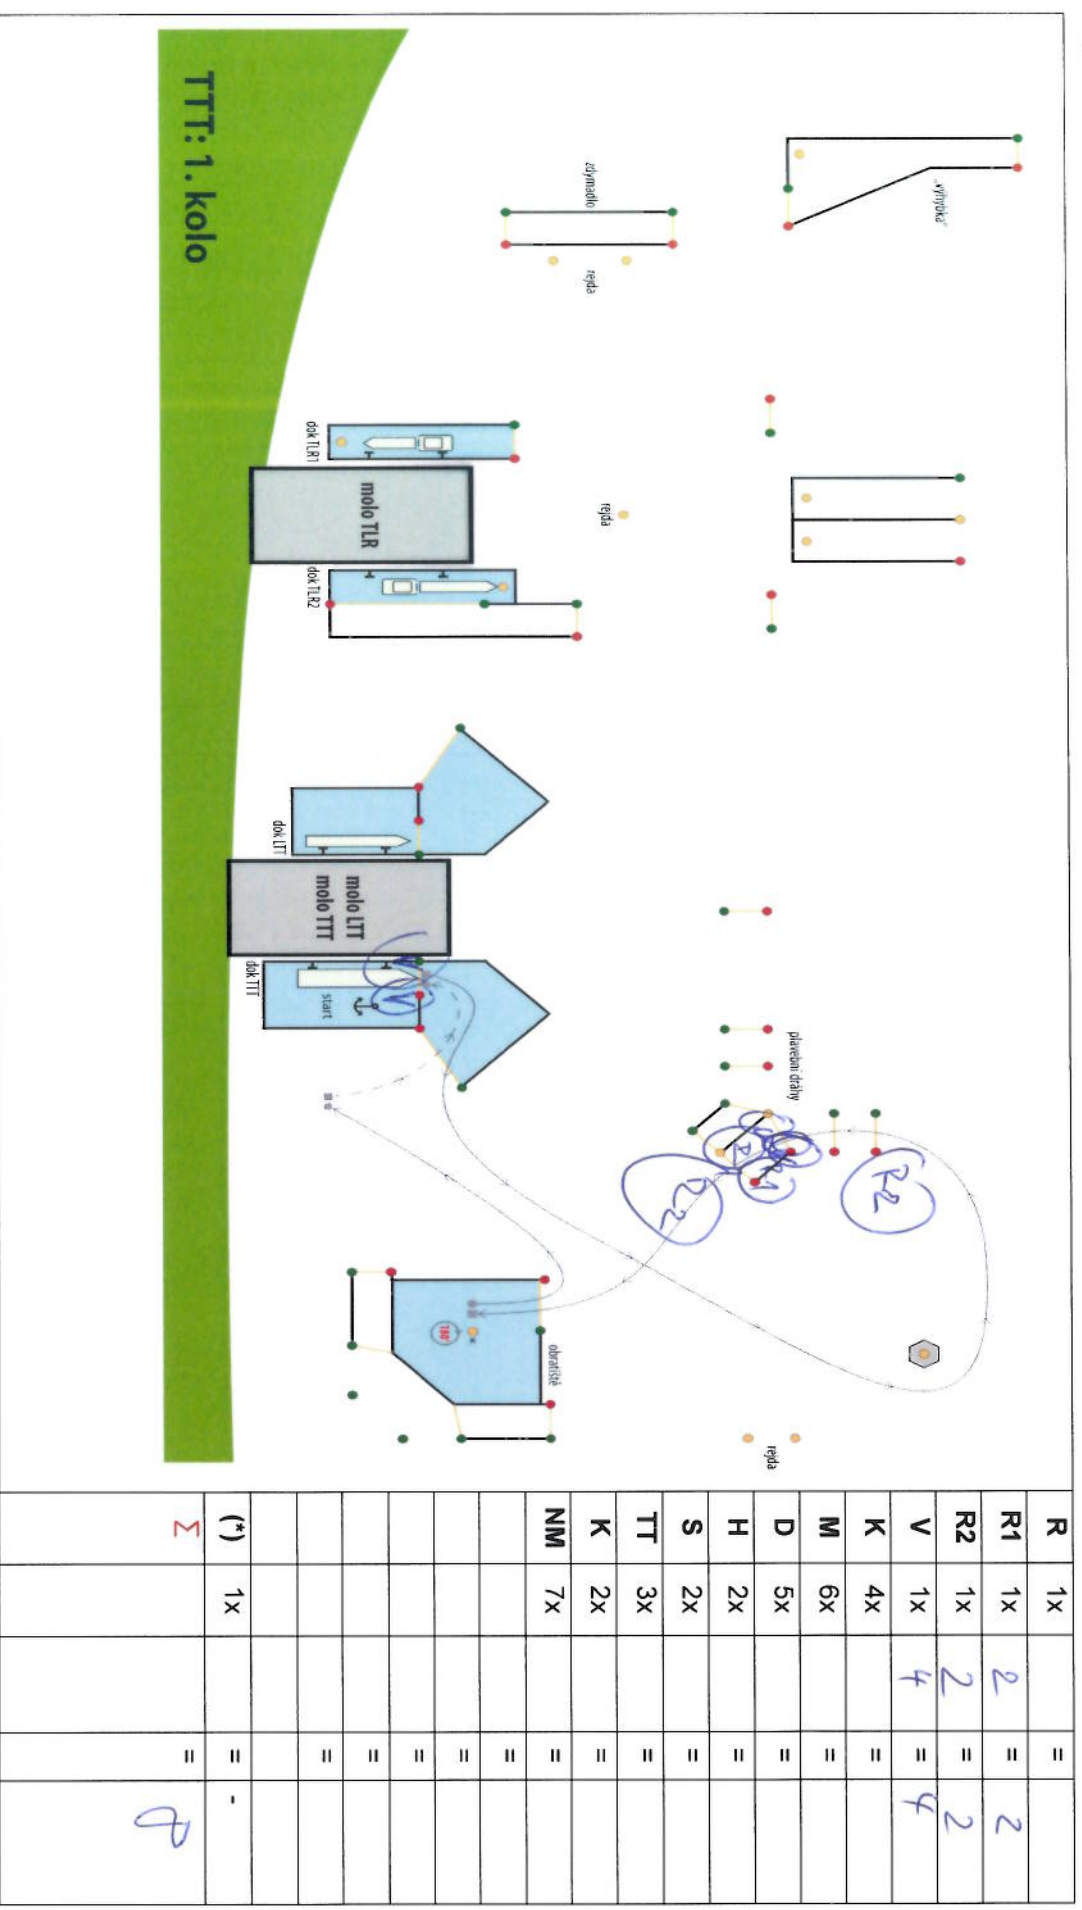 TTT: 1. kolo
„výhybka“
zdymadlo
rejda
dok TLR1
molo TLR
dok TLR2
rejda
dok LTT
molo LTT
molo TTT
dok TTT
start
V
V
plavební dráhy
R1
R2
R2
obratiště
180°
rejda
R 1x =
R1 1x 2 = 2
R2 1x 2 = 2
V 1x 4 = 4
K 4x =
M 6x =
D 5x =
H 2x =
S 2x =
TT 3x =
K 2x =
NM 7x =
=
=
=
=
=
(*) 1x = -
Σ = 8